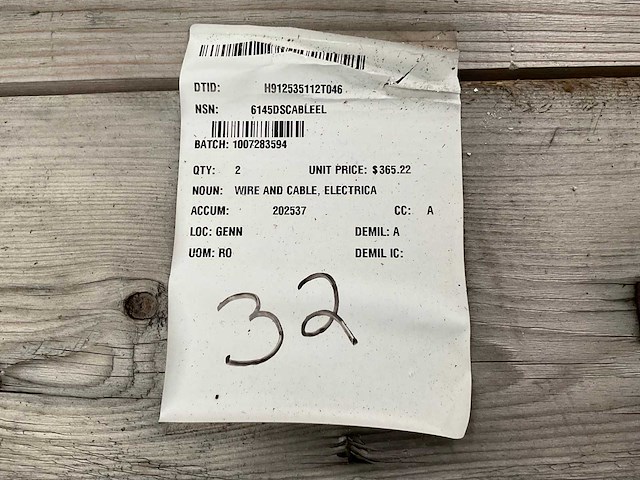 DTID: H912535112T046
NSN: 6145DSCABLEEL
BATCH: 1007283594
QTY: 2 UNIT PRICE: $365.22
NOUN: WIRE AND CABLE, ELECTRICA
ACCUM: 202537 CC: A
LOC: GENN DEMIL: A
UOM: RO DEMIL IC:
32